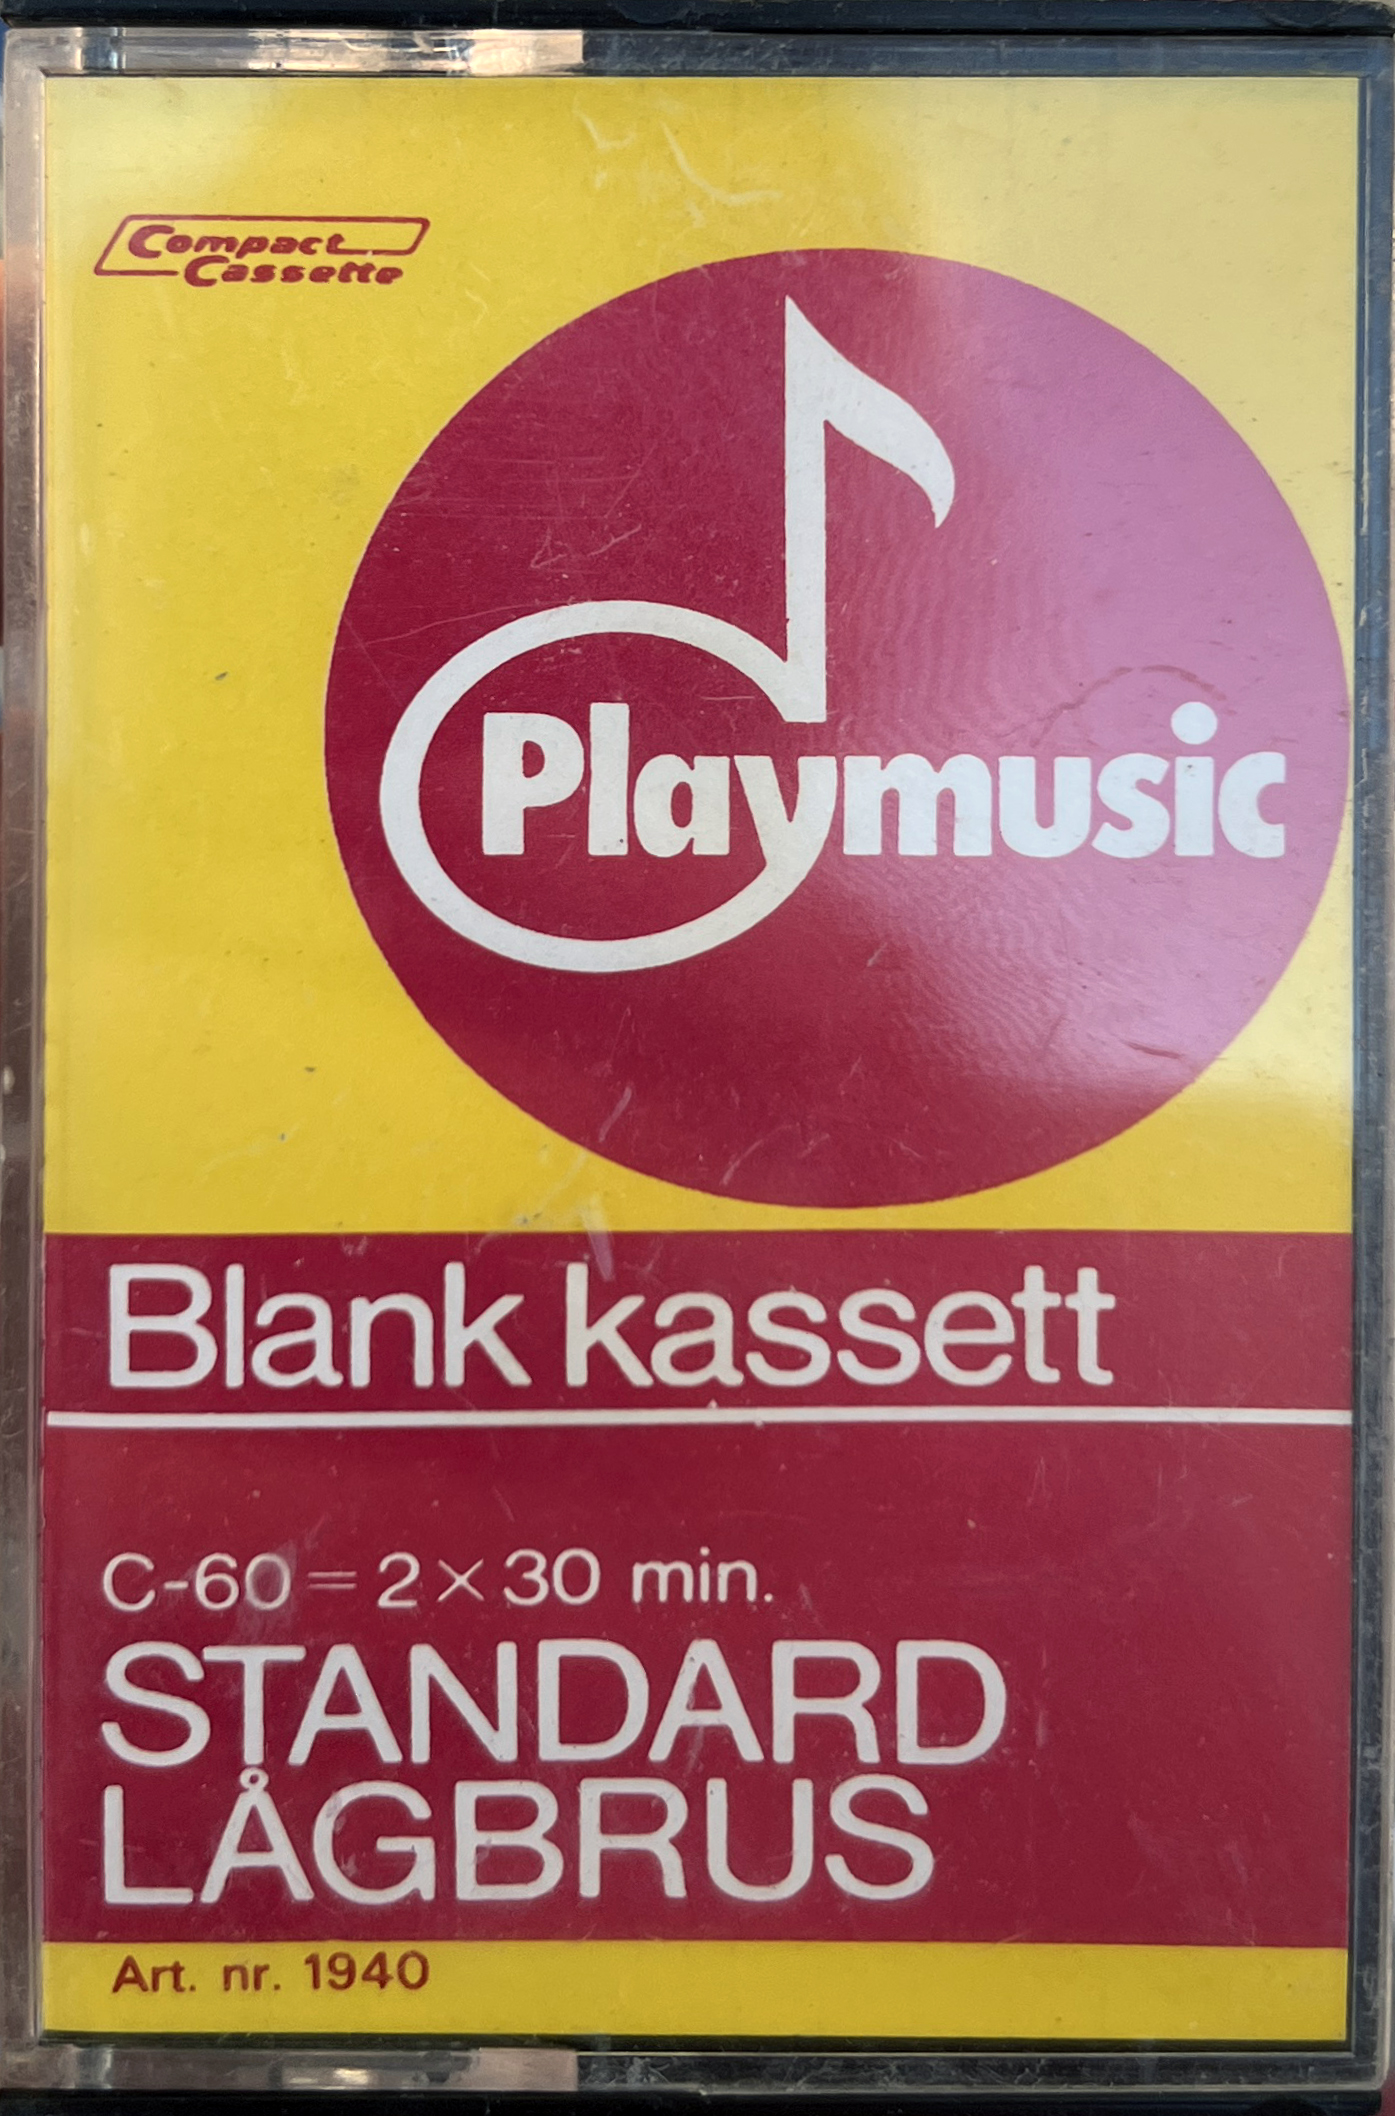 Compact
Cassette
Playmusic
Blank kassett
C-60 = 2 × 30 min.
STANDARD
LÅGBRUS
Art. nr. 1940